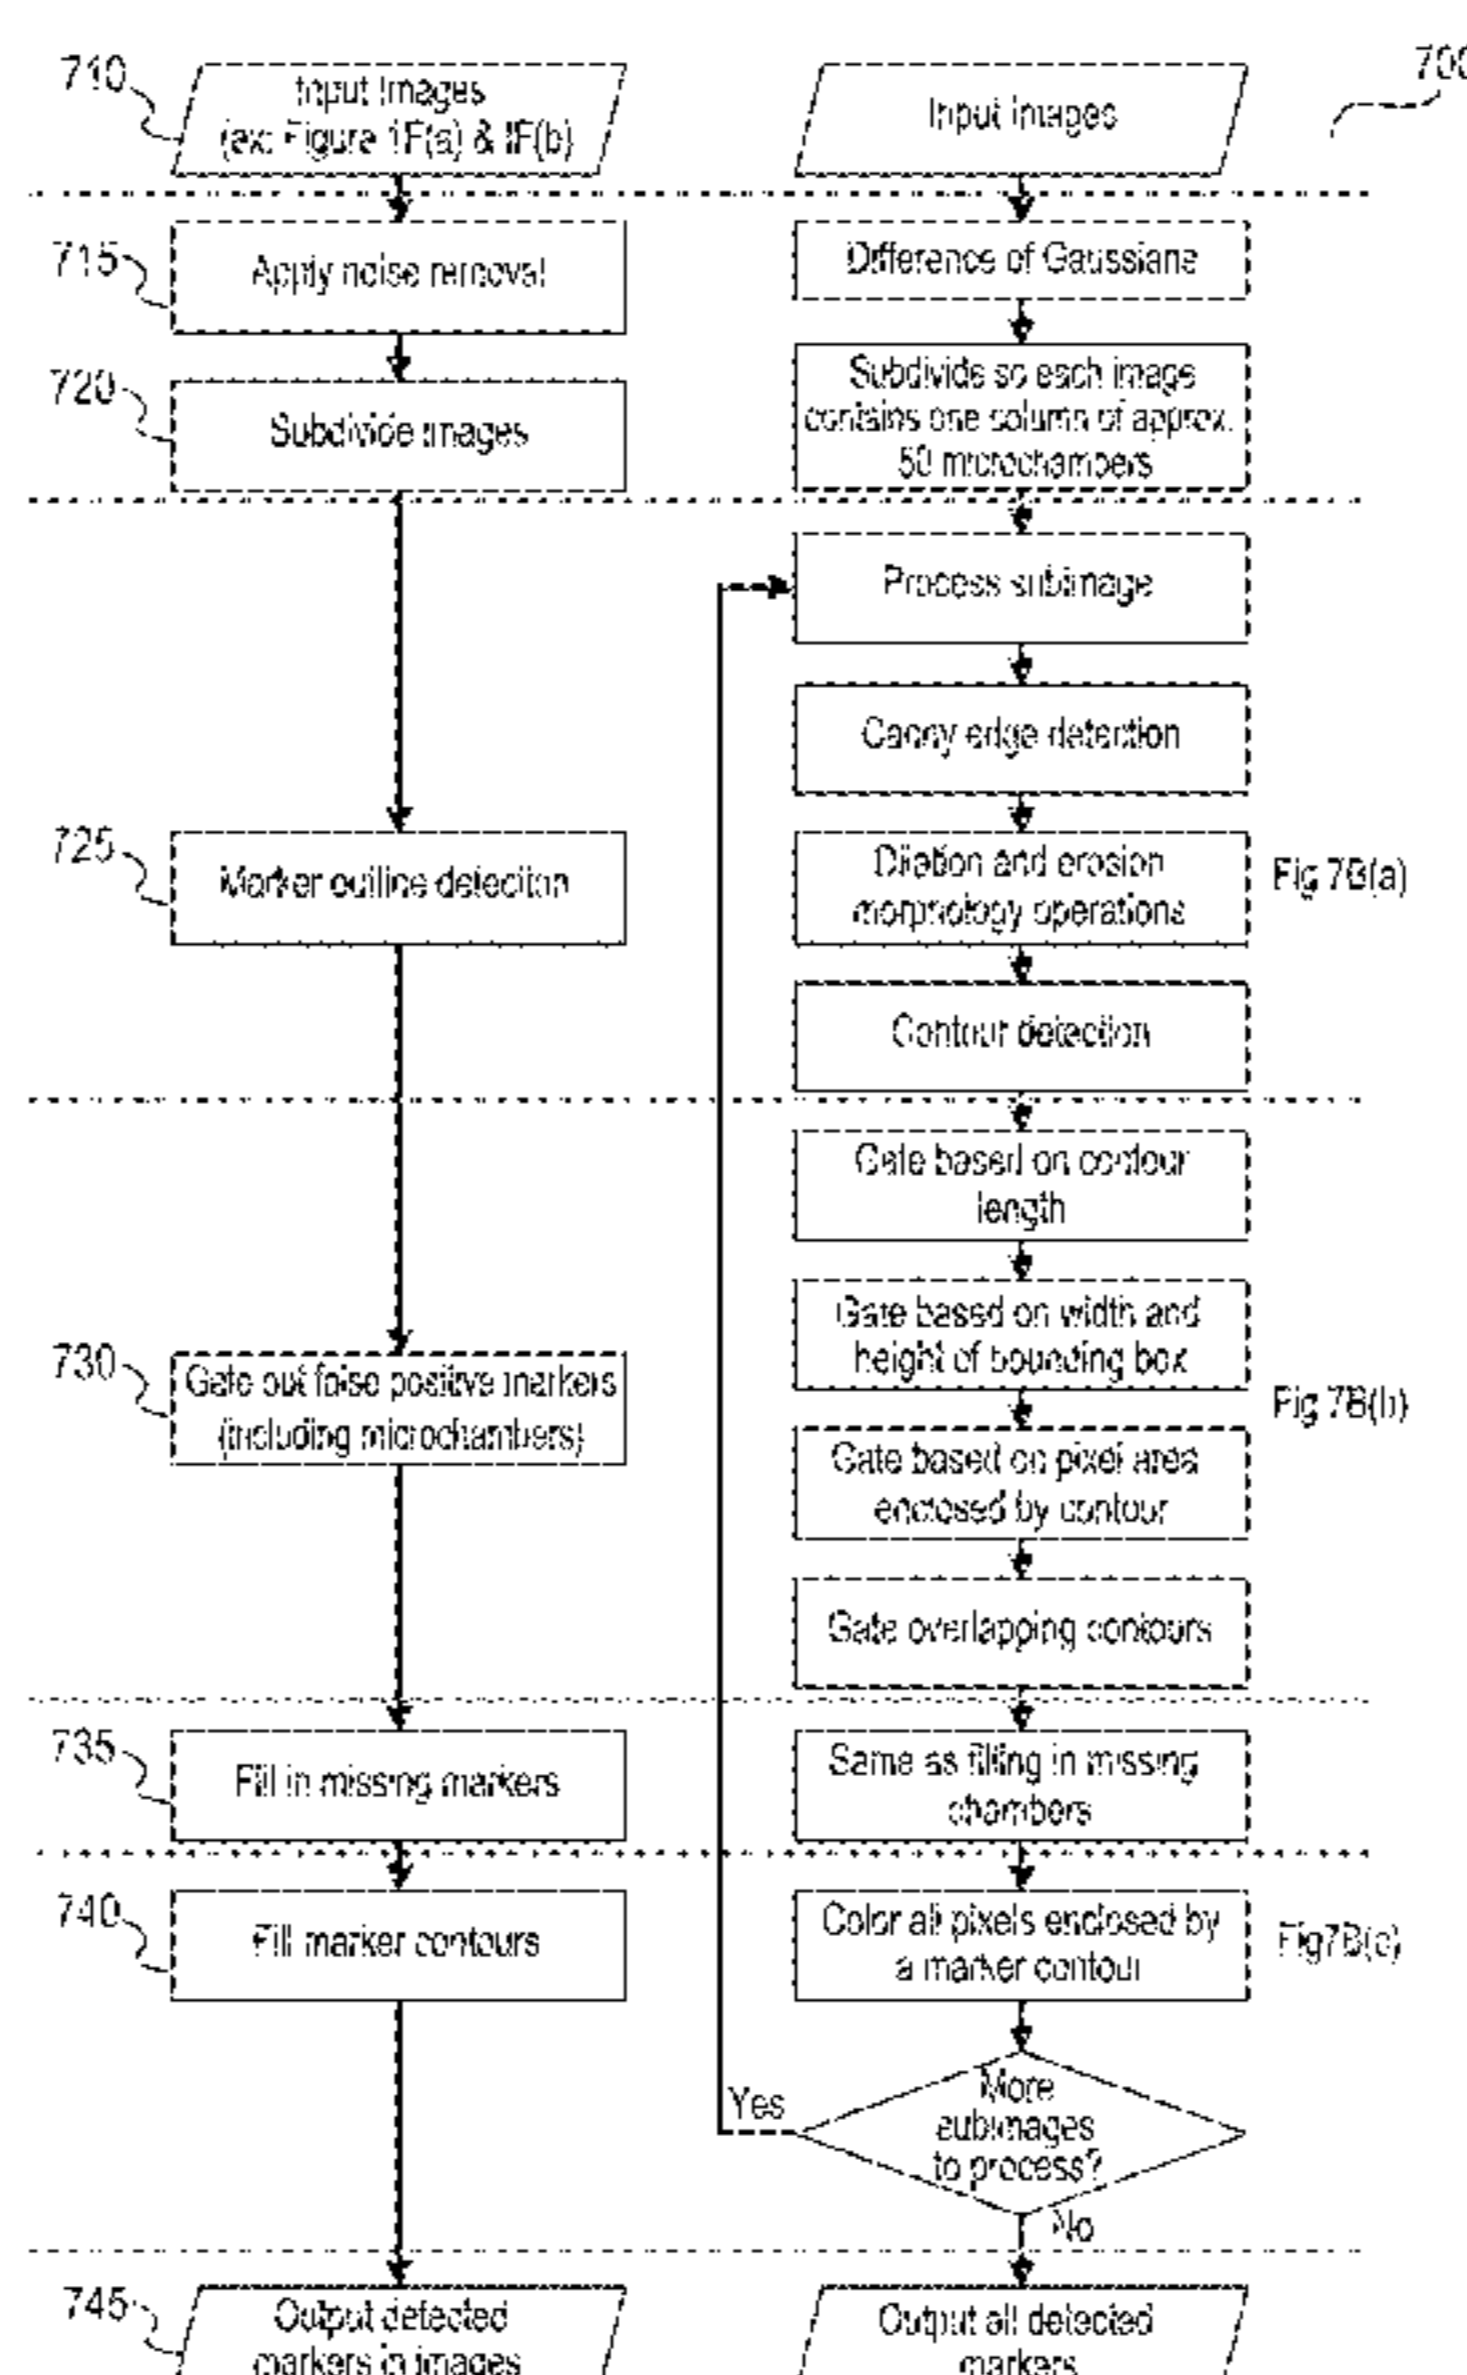 700
710
Input Images
(ex: Figure 1F(a) & IF(b)
Input images
715
Apply noise removal
Difference of Gaussians
720
Subdivide images
Subdivide so each image
contains one column of approx.
50 microchambers
Process subimage
Canny edge detection
725
Marker outline detection
Dilation and erosion
morphology operations
Fig 7B(a)
Contour detection
Gate based on contour
length
Gate based on width and
height of bounding box
730
Gate out false positive markers
(including microchambers)
Fig 7B(b)
Gate based on pixel area
enclosed by contour
Gate overlapping contours
735
Fill in missing markers
Same as filling in missing
chambers
740
Fill marker contours
Color all pixels enclosed by
a marker contour
Fig7B(c)
More
subimages
to process?
Yes
No
745
Output detected
markers in images
Output all detected
markers